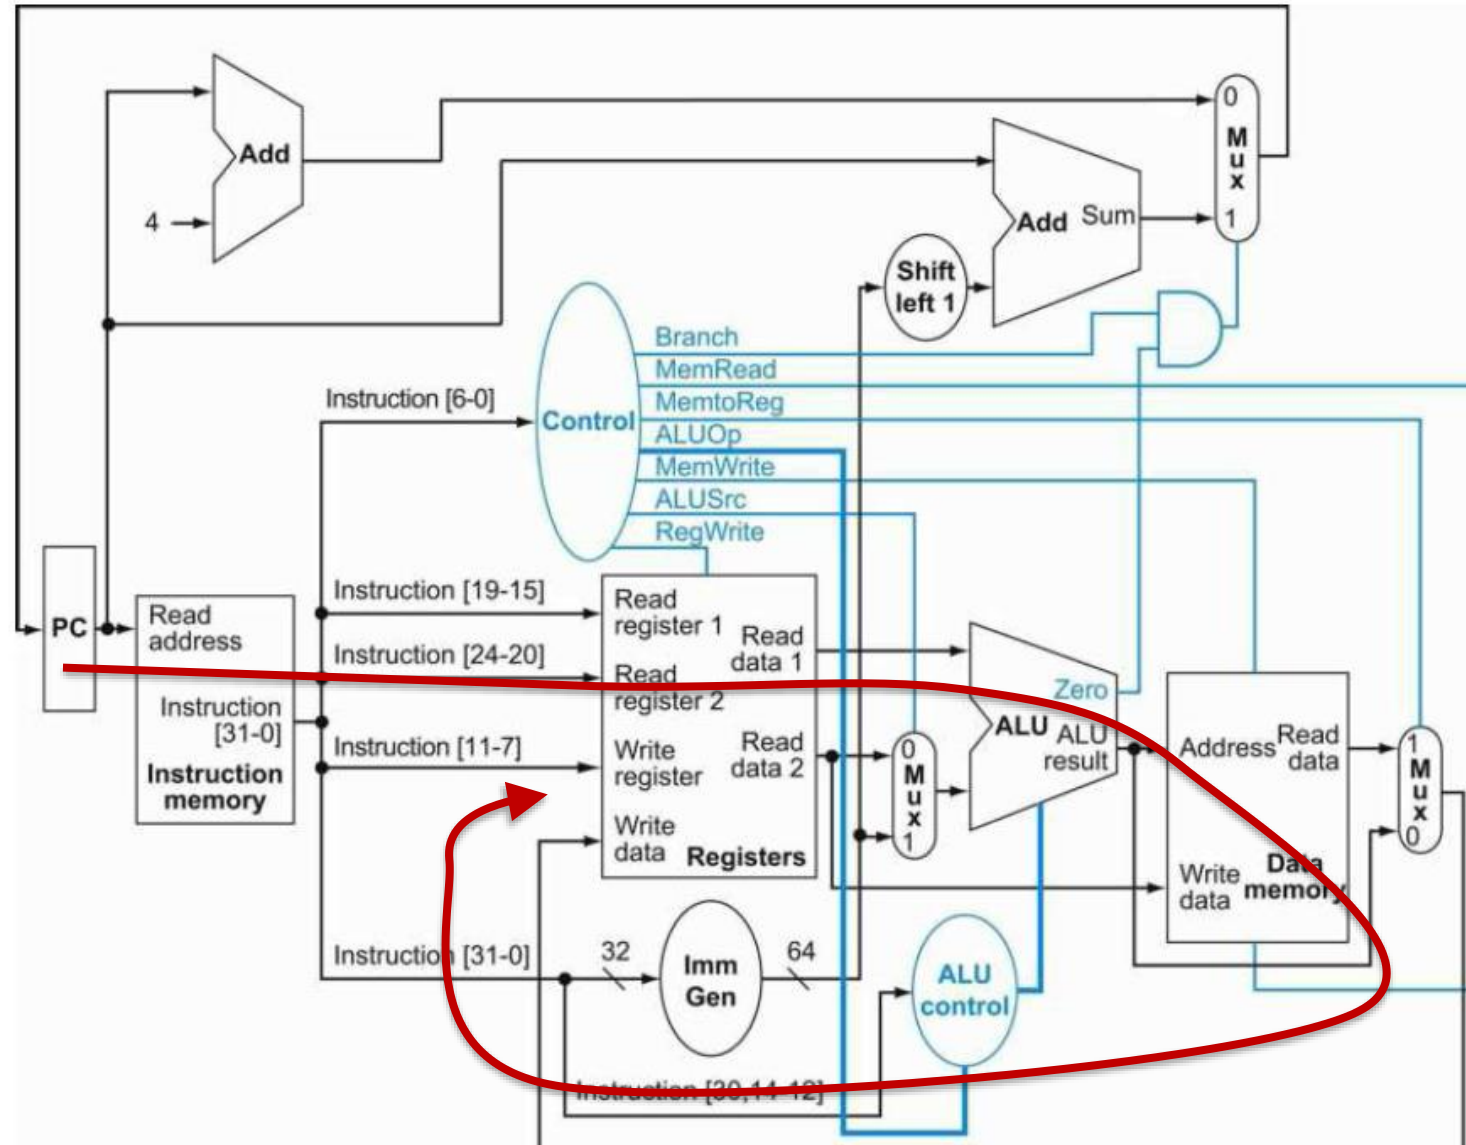 Add
4
0
M
u
x
1
Add Sum
Shift
left 1
Branch
MemRead
MemtoReg
ALUOp
MemWrite
ALUSrc
RegWrite
Control
Instruction [6-0]
PC
Read
address
Instruction
[31-0]
Instruction
memory
Instruction [19-15]
Instruction [24-20]
Instruction [11-7]
Instruction [31-0]
Read
register 1
Read
register 2
Write
register
Write
data
Registers
Read
data 1
Read
data 2
0
M
u
x
1
Zero
ALU
ALU
result
Address
Read
data
Write
data
Data
memory
1
M
u
x
0
32
Imm
Gen
64
ALU
control
Instruction [30,14-12]